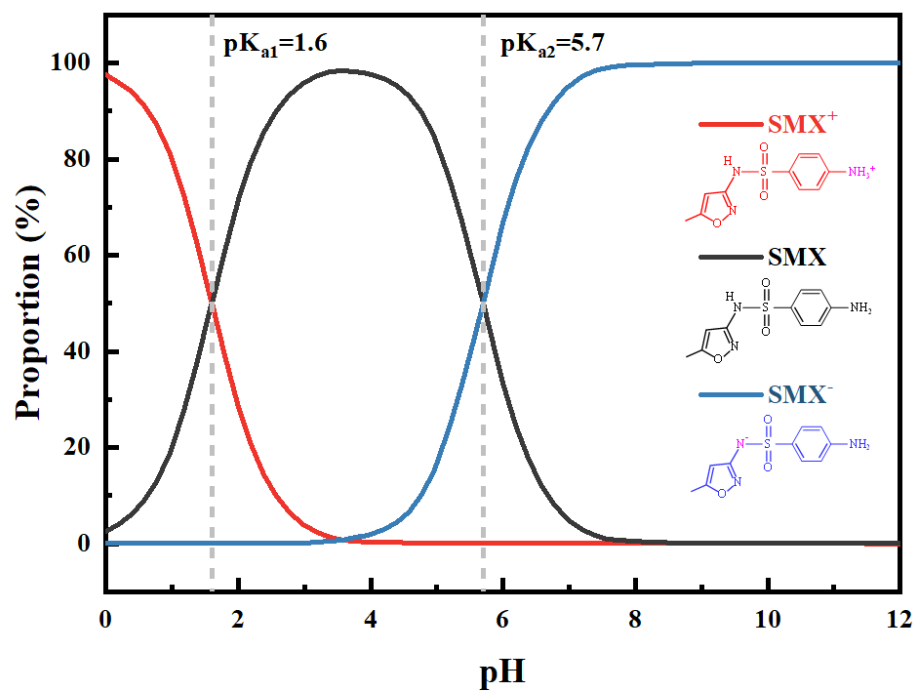 pKa1=1.6
pKa2=5.7
100
80
60
40
20
0
Proportion (%)
0 2 4 6 8 10 12
pH
SMX⁺
H
N
O
S
O
NH₃⁺
N
O
SMX
H
N
O
S
O
NH₂
N
O
SMX⁻
N⁻
O
S
O
NH₂
N
O